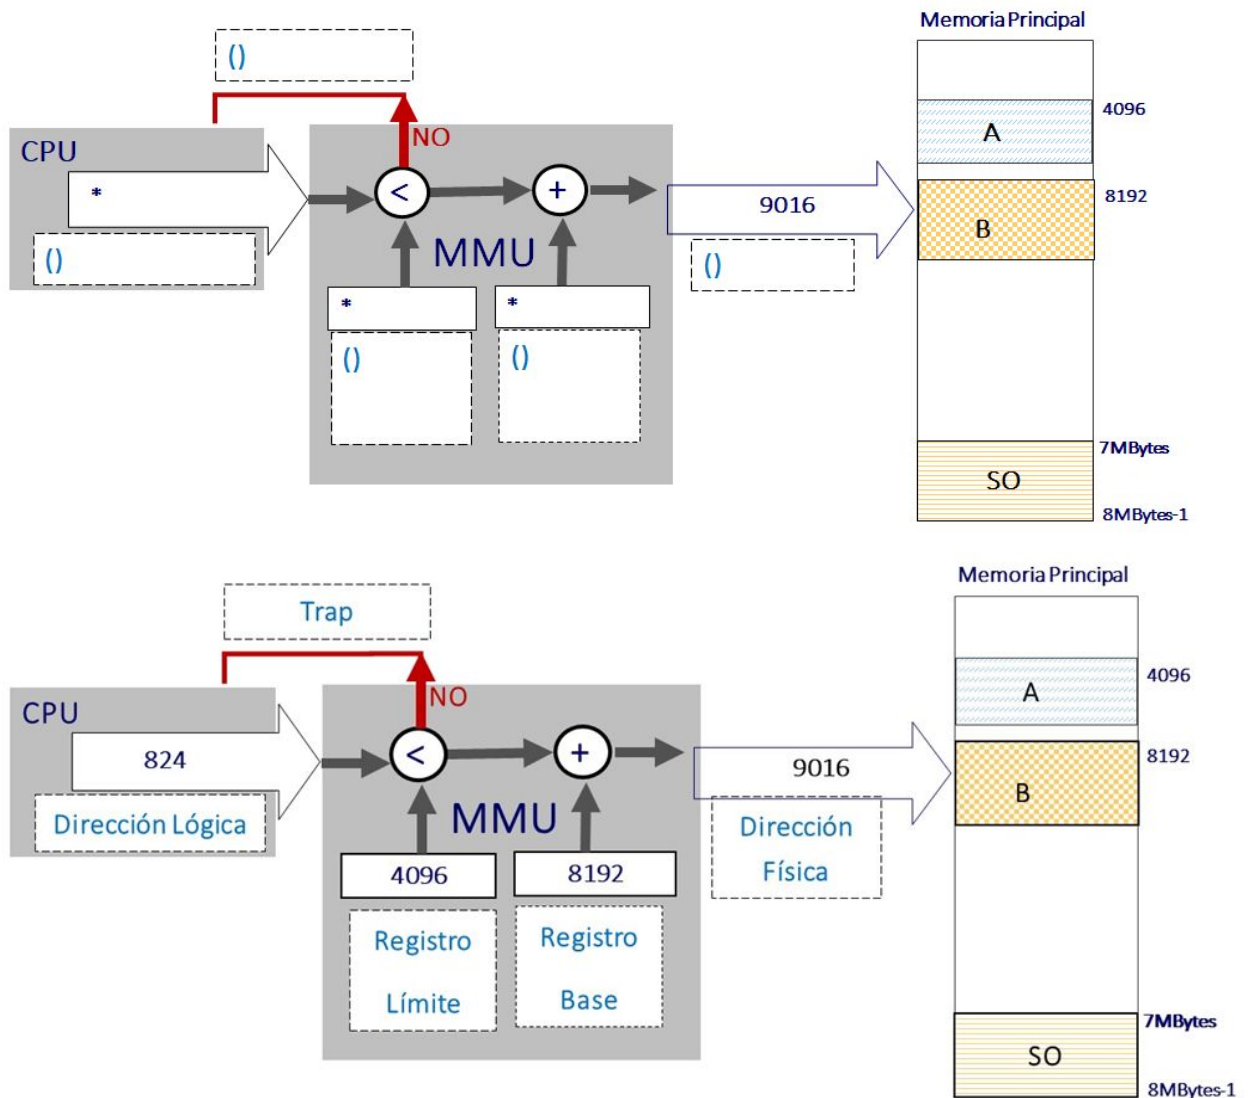 Memoria Principal
()
4096
NO
CPU
A
*
<
+
9016
8192
B
MMU
()
()
*
*
()
()
7MBytes
SO
8MBytes-1
Memoria Principal
Trap
4096
A
NO
CPU
824
<
+
9016
8192
B
Dirección Lógica
MMU
Dirección
Física
4096
8192
Registro
Límite
Registro
Base
7MBytes
SO
8MBytes-1